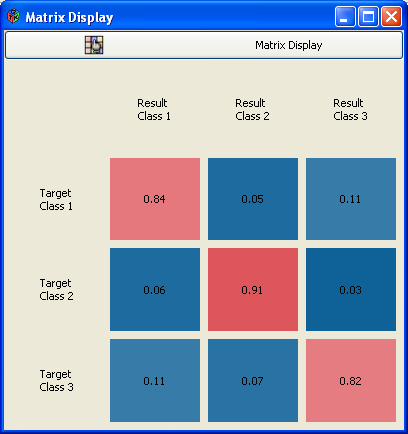 Matrix Display
Matrix Display
Result
Class 1
Result
Class 2
Result
Class 3
Target
Class 1
0.84
0.05
0.11
Target
Class 2
0.06
0.91
0.03
Target
Class 3
0.11
0.07
0.82